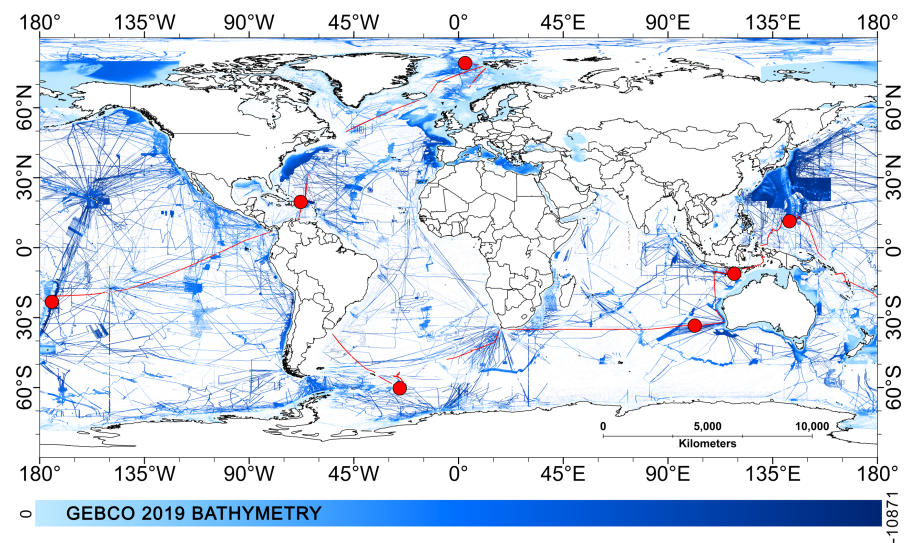 180° 135°W 90°W 45°W 0° 45°E 90°E 135°E 180°
60°N 60°N
30°N 30°N
0° 0°
30°S 30°S
60°S 60°S
0 5,000 10,000
Kilometers
180° 135°W 90°W 45°W 0° 45°E 90°E 135°E 180°
0 GEBCO 2019 BATHYMETRY -10871